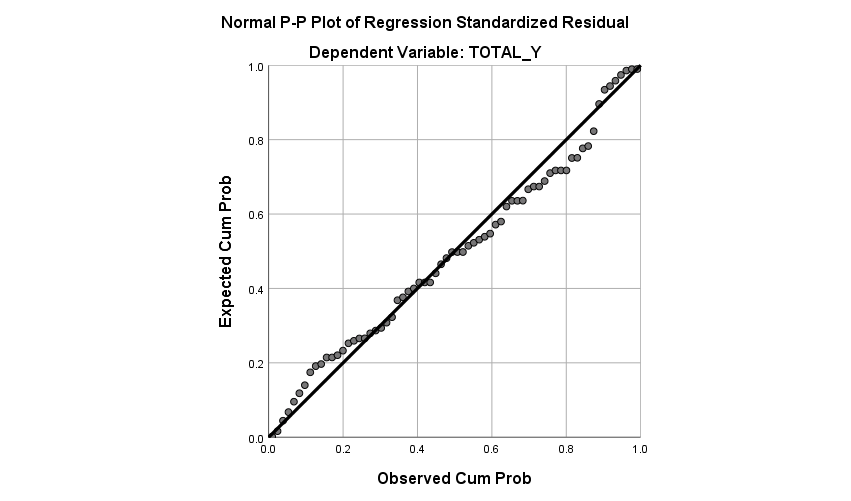 Normal P-P Plot of Regression Standardized Residual
Dependent Variable: TOTAL_Y
1.0
0.8
0.6
0.4
0.2
0.0
Expected Cum Prob
0.0 0.2 0.4 0.6 0.8 1.0
Observed Cum Prob